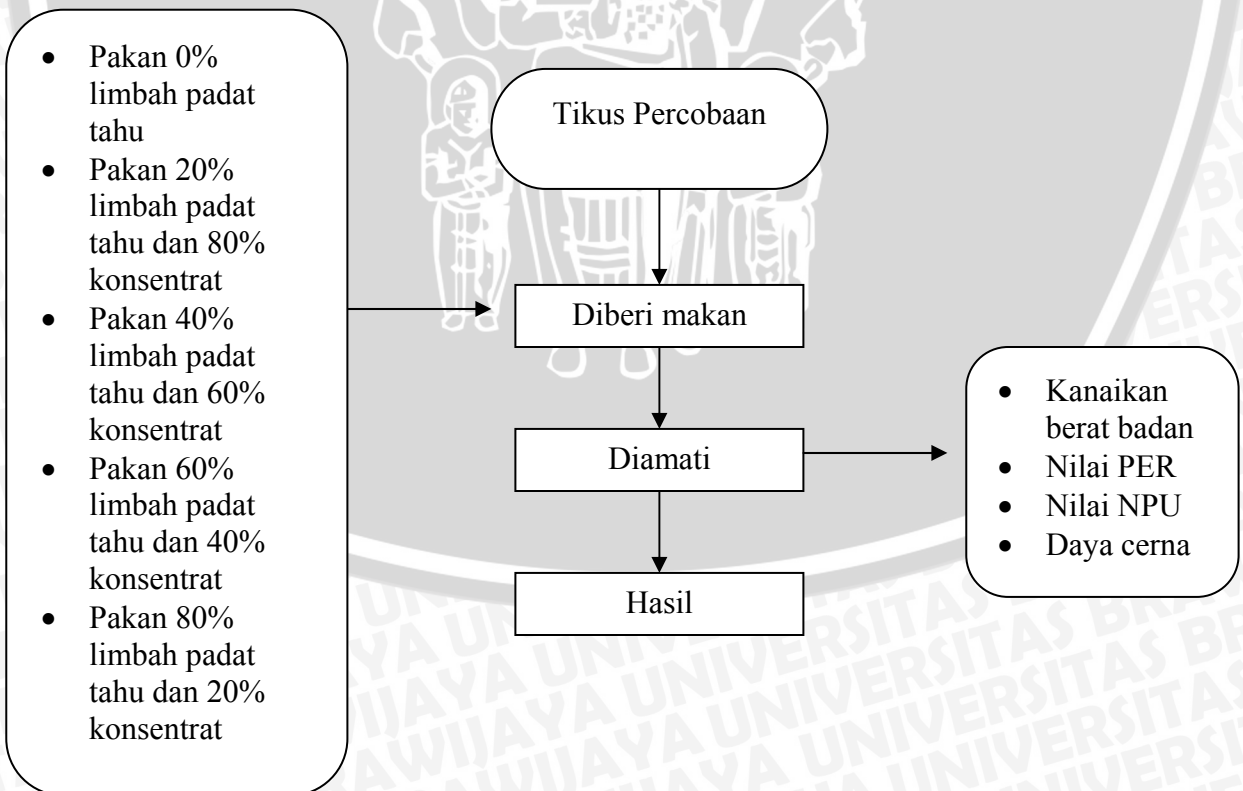 • Pakan 0%
limbah padat
tahu
• Pakan 20%
limbah padat
tahu dan 80%
konsentrat
• Pakan 40%
limbah padat
tahu dan 60%
konsentrat
• Pakan 60%
limbah padat
tahu dan 40%
konsentrat
• Pakan 80%
limbah padat
tahu dan 20%
konsentrat
Tikus Percobaan
Diberi makan
Diamati
Hasil
• Kanaikan
berat badan
• Nilai PER
• Nilai NPU
• Daya cerna